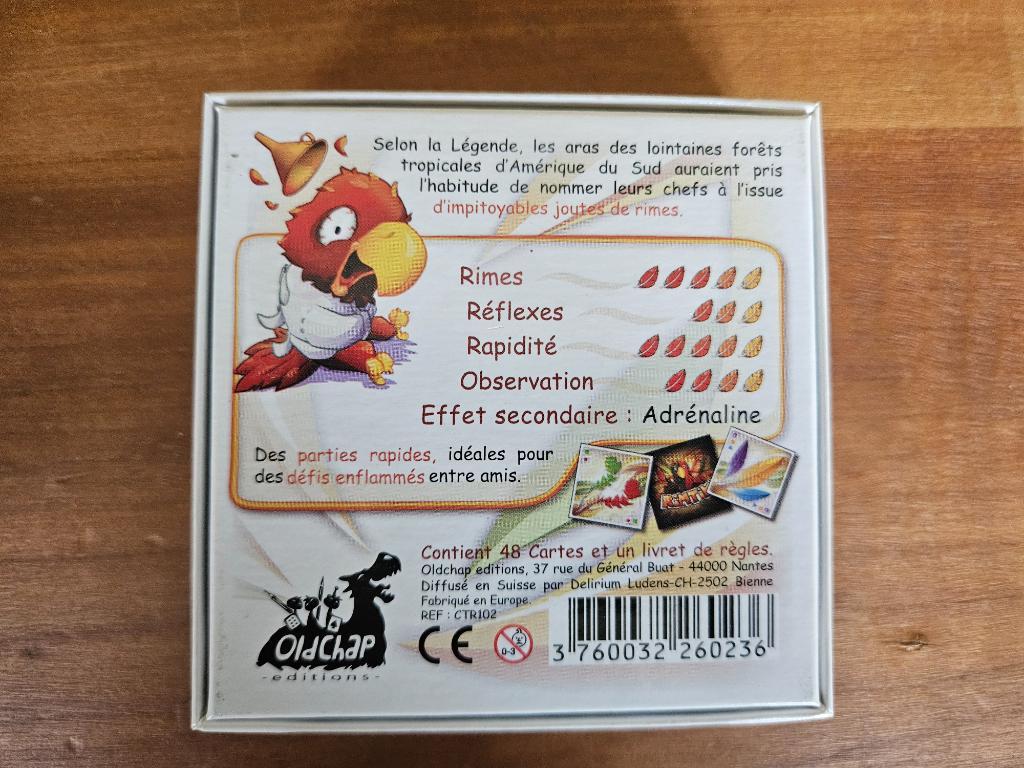 Selon la Légende, les aras des lointaines forêts
tropicales d'Amérique du Sud auraient pris
l'habitude de nommer leurs chefs à l'issue
d'impitoyables joutes de rimes.
Rimes
Réflexes
Rapidité
Observation
Effet secondaire : Adrénaline
Des parties rapides, idéales pour
des défis enflammés entre amis.
Contient 48 Cartes et un livret de règles.
Oldchap editions, 37 rue du Général Buat - 44000 Nantes
Diffusé en Suisse par Delirium Ludens-CH-2502 Bienne
Fabriqué en Europe.
REF : CTR102
OldChap
-editions-
CE
0-3
3 760032 260236